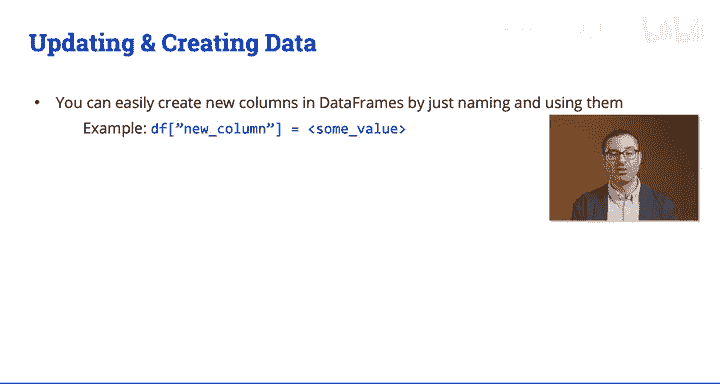 Updating & Creating Data
• You can easily create new columns in DataFrames by just naming and using them
Example: df[”new_column”] = <some_value>